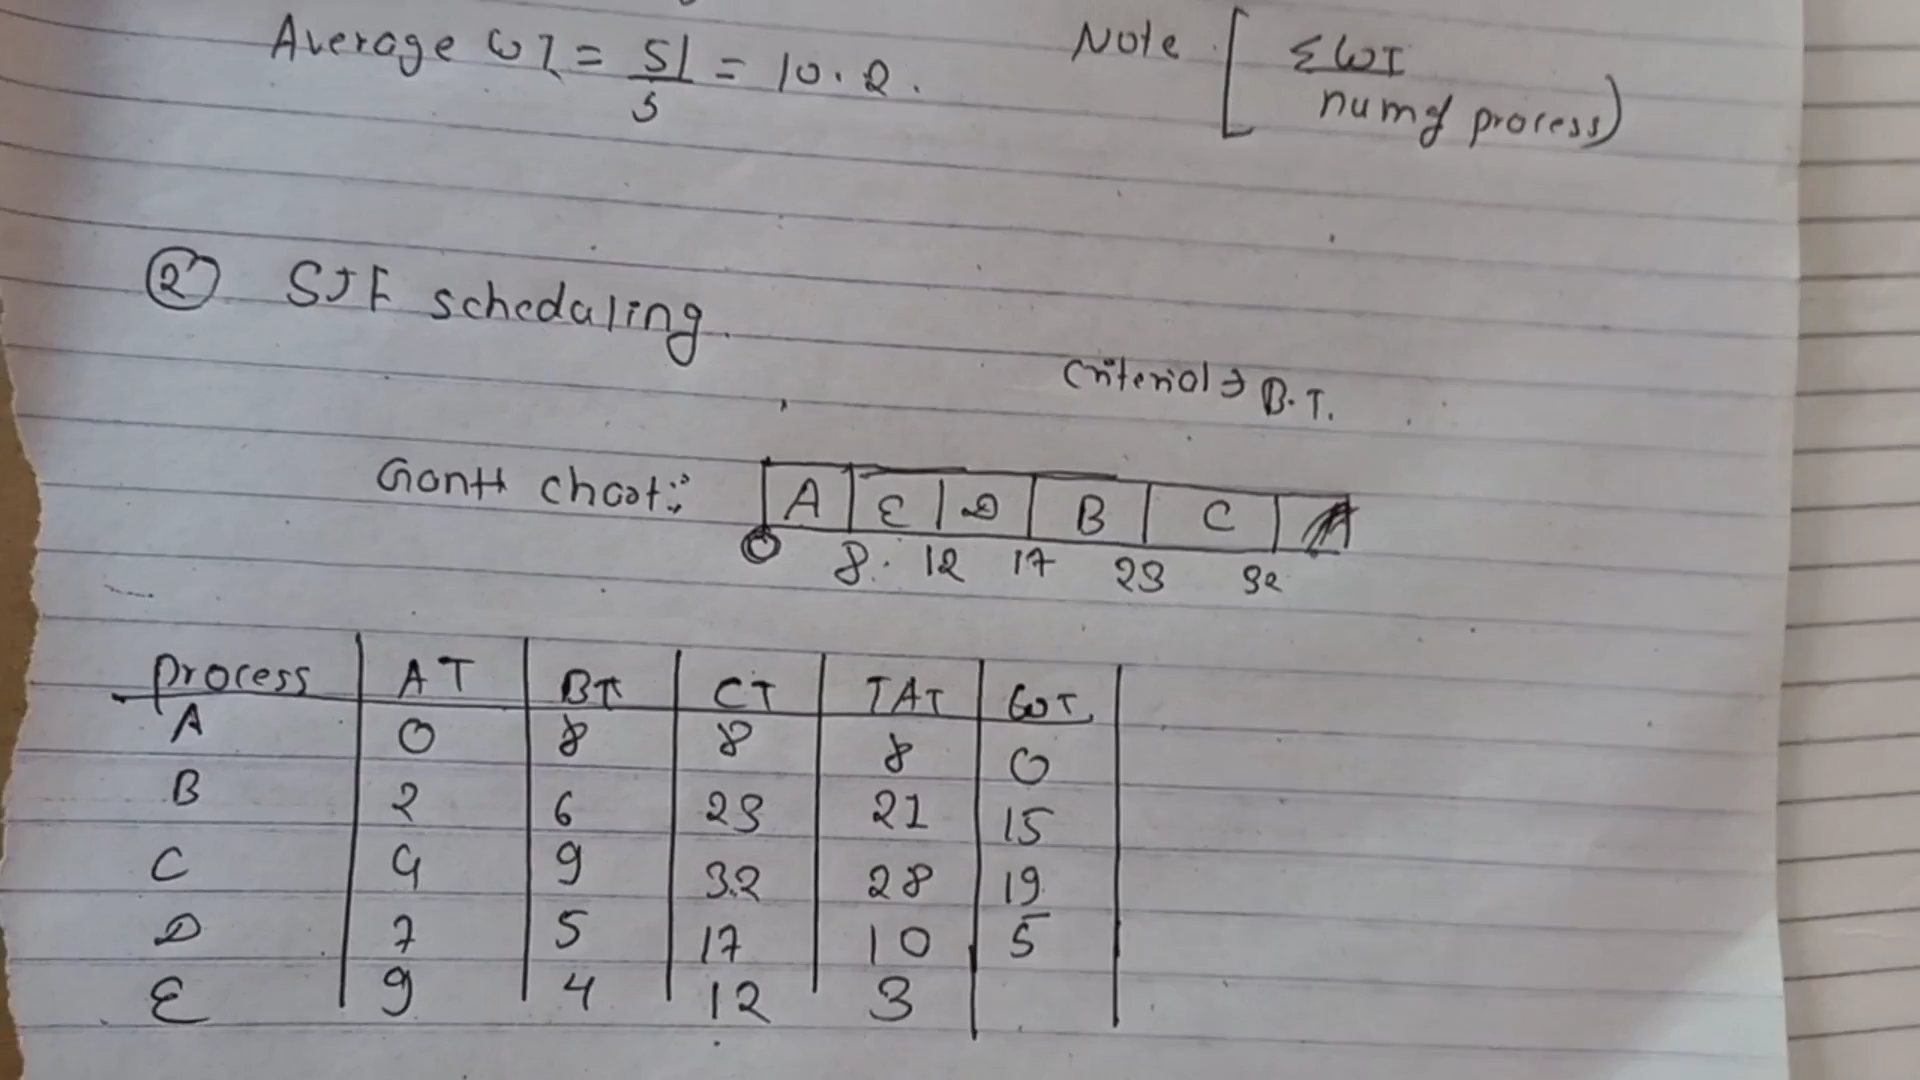 Average WT = 51/5 = 10.2.
Note [ ΣWT
num of process)
② SJF schedaling.
Criterial → B.T.
Gantt chart:
A | E | D | B | C
0 8. 12 17 23 32
Process | AT | BT | CT | TAT | WT
A | 0 | 8 | 8 | 8 | 0
B | 2 | 6 | 23 | 21 | 15
C | 4 | 9 | 32 | 28 | 19
D | 7 | 5 | 17 | 10 | 5
E | 9 | 4 | 12 | 3